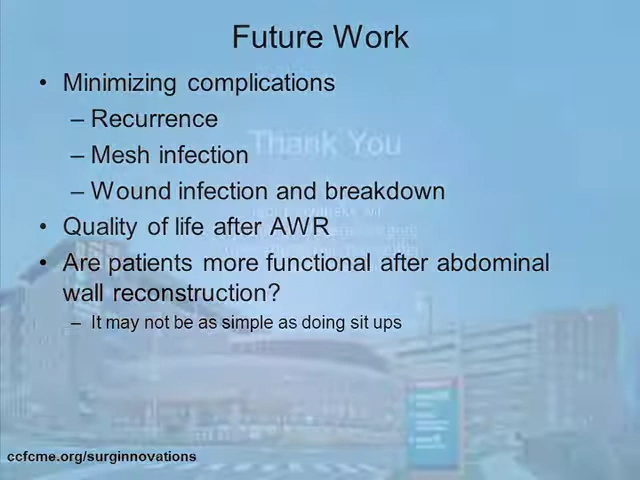 Future Work
• Minimizing complications
– Recurrence
– Mesh infection
Thank You
– Wound infection and breakdown
• Quality of life after AWR
• Are patients more functional after abdominal
wall reconstruction?
– It may not be as simple as doing sit ups
ccfcme.org/surginnovations